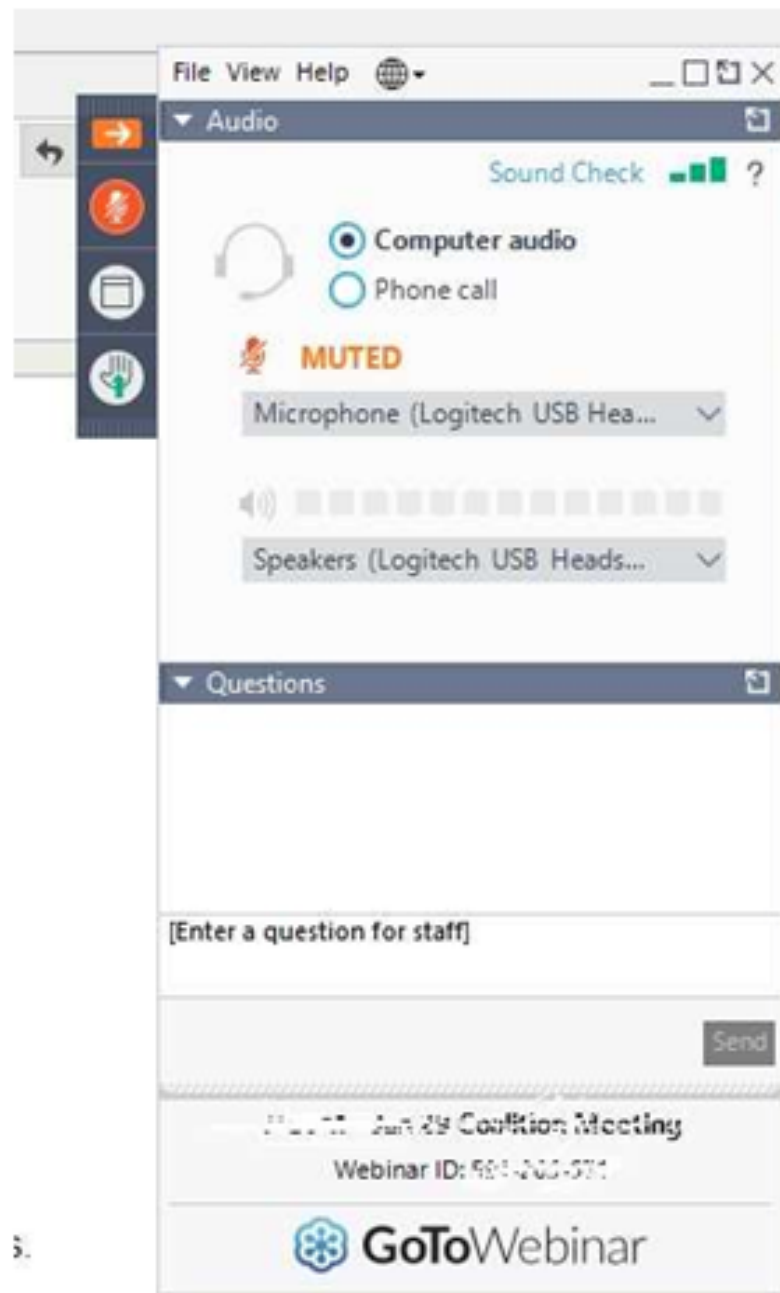 File View Help
Audio
Sound Check ?
Computer audio
Phone call
MUTED
Microphone (Logitech USB Hea...
Speakers (Logitech USB Heads...
Questions
[Enter a question for staff]
Send
Coalition Meeting
Webinar ID:
s.
GoToWebinar